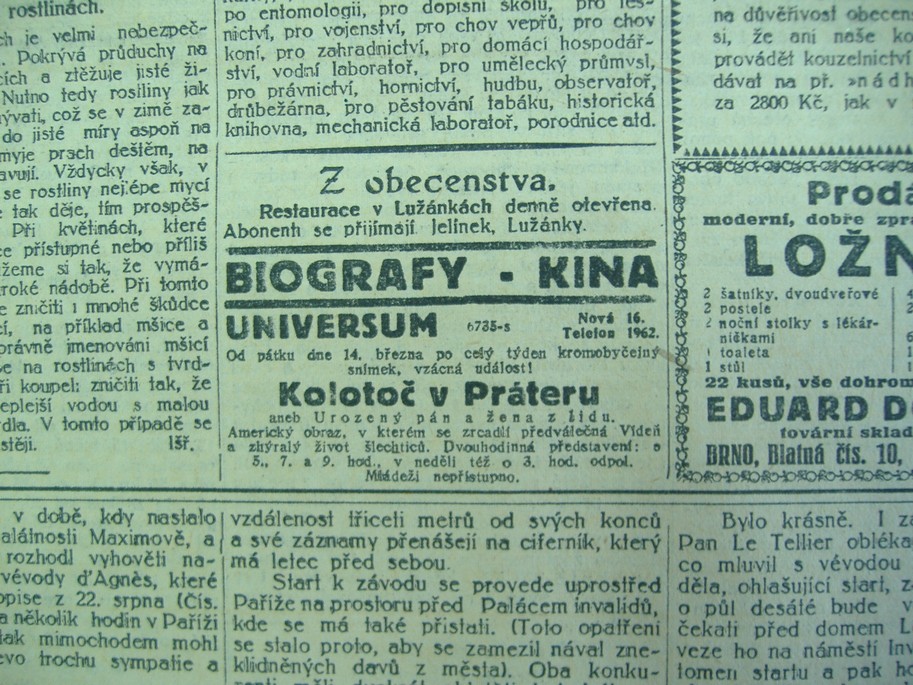 rostlinách.
je velmi nebezpeč-
Pokrývá průduchy na
cích a ztěžuje jisté ži-
Nutno tedy rostliny jak
ývati, což se v zimě za-
do jisté míry aspoň na
myje prach deštěm, na
avují. Vždycky však, v
se rostliny nejépe mycí
e tak děje, tím prospěš-
Při květinách, které
ce přístupné nebo příliš
žeme si tak, že vymá-
iroké nádobě. Při tomto
e zničiti i mnohé škůdce
cí, na příklad mšice a
právně jmenování mšicí
e na rostlinách s tvrd-
ři koupel: zničiti tak, že
eplejší vodou s malou
dla. V tomto případě se
stěji. Išř.
po entomologii, pro dopisní školu, pro les-
nictví, pro vojenství, pro chov vepřů, pro chov
koní, pro zahradnictví, pro domácí hospodář-
ství, vodní laboratoř, pro umělecký průmysl,
pro právnictví, hornictví, hudbu, observatoř,
drůbežárna, pro pěstování tabáku, historická
knihovna, mechanická laboratoř, porodnice atd.
Z obecenstva.
Restaurace v Lužánkách denně otevřena.
Abonenti se přijímají Jelínek, Lužánky.
BIOGRAFY - KINA
UNIVERSUM 6735-s Nová 16.
Telefon 1962.
Od pátku dne 14. března po celý týden kromobyčejný
snímek, vzácná událost!
Kolotoč v Práteru
aneb Urozený pán a žena z lidu.
Americký obraz, v kterém se zrcadlí předválečná Vídeň
a zhýralý život šlechticů. Dvouhodinná představení: o
5., 7. a 9. hod., v neděli též o 3. hod. odpol.
Mládeži nepřístupno.
na důvěřivost obecen
si, že ani naše ko
provádět kouzelnictví
dávat na př. »nádh
za 2800 Kč, jak v
Prodá
moderní, dobře zpra
LOŽN
2 šatníky, dvoudveřové
2 postele
2 noční stolky s lékár-
ničkami
1 toaleta
1 stůl
22 kusů, vše dohrom
EDUARD D
tovární sklad
BRNO, Blatná čís. 10,
v době, kdy nastalo
alátnosti Maximově, a
rozhodl vyhověti na-
vévody d'Agnès, které
opise z 22. srpna (Čís.
a několik hodin v Paříži
tak mimochodem mohl
evo trochu sympatie a
vzdálenost třiceti metrů od svých konců
a své záznamy přenášejí na ciferník, který
má letec před sebou.
Start k závodu se provede uprostřed
Paříže na prostoru před Palácem invalidů,
kde se má také přistati. (Toto opatření
se stalo proto, aby se zamezil nával zne-
klidněných davů z města). Oba konku-
Bylo krásně. I za
Pan Le Tellier obléka
co mluvil s vévodou
děla, ohlašující start, z
o půl desáté bude v
čekati před domem L
veze ho na náměstí Inv
tomem startu a pak ho